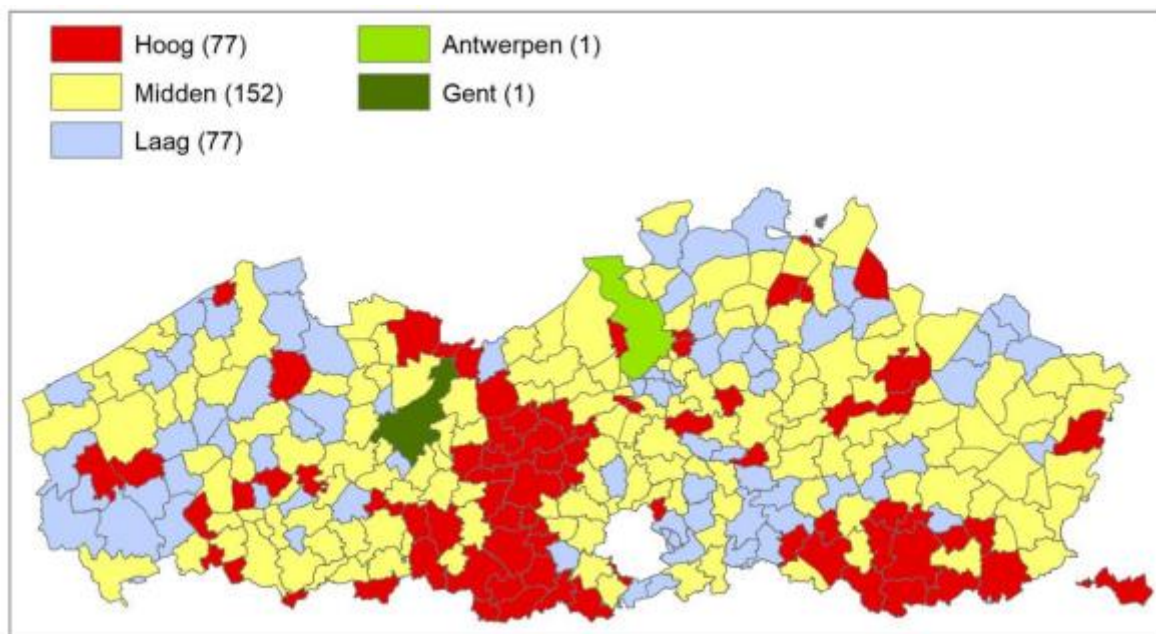 Hoog (77)
Antwerpen (1)
Midden (152)
Gent (1)
Laag (77)